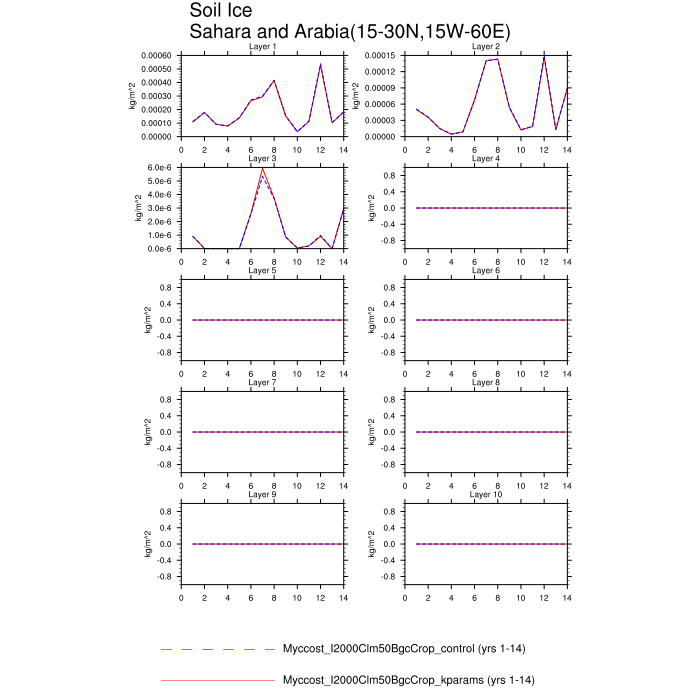 Soil Ice
Sahara and Arabia(15-30N,15W-60E)
Layer 1
Layer 2
0.00060
0.00050
0.00040
0.00030
0.00020
0.00010
0.00000
kg/m^2
0 2 4 6 8 10 12 14
0.00015
0.00012
0.00009
0.00006
0.00003
0.00000
kg/m^2
0 2 4 6 8 10 12 14
Layer 3
Layer 4
6.0e-6
5.0e-6
4.0e-6
3.0e-6
2.0e-6
1.0e-6
0.0e-6
kg/m^2
0 2 4 6 8 10 12 14
0.8
0.4
0.0
-0.4
-0.8
kg/m^2
0 2 4 6 8 10 12 14
Layer 5
Layer 6
0.8
0.4
0.0
-0.4
-0.8
kg/m^2
0 2 4 6 8 10 12 14
0.8
0.4
0.0
-0.4
-0.8
kg/m^2
0 2 4 6 8 10 12 14
Layer 7
Layer 8
0.8
0.4
0.0
-0.4
-0.8
kg/m^2
0 2 4 6 8 10 12 14
0.8
0.4
0.0
-0.4
-0.8
kg/m^2
0 2 4 6 8 10 12 14
Layer 9
Layer 10
0.8
0.4
0.0
-0.4
-0.8
kg/m^2
0 2 4 6 8 10 12 14
0.8
0.4
0.0
-0.4
-0.8
kg/m^2
0 2 4 6 8 10 12 14
Myccost_I2000Clm50BgcCrop_control (yrs 1-14)
Myccost_I2000Clm50BgcCrop_kparams (yrs 1-14)